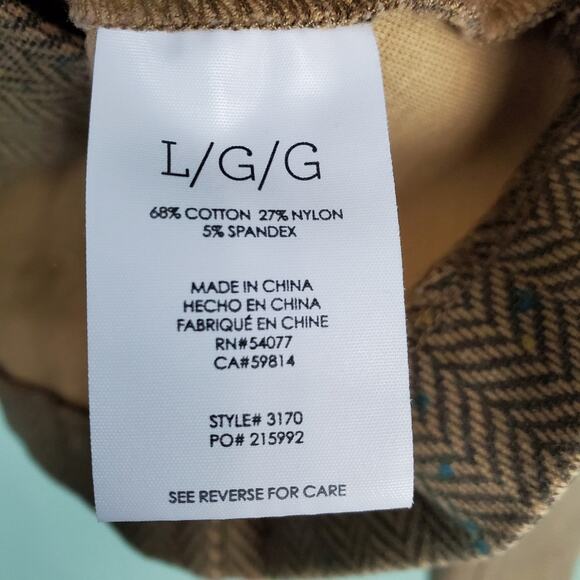 L/G/G
68% COTTON 27% NYLON
5% SPANDEX
MADE IN CHINA
HECHO EN CHINA
FABRIQUÉ EN CHINE
RN#54077
CA#59814
STYLE# 3170
PO# 215992
SEE REVERSE FOR CARE